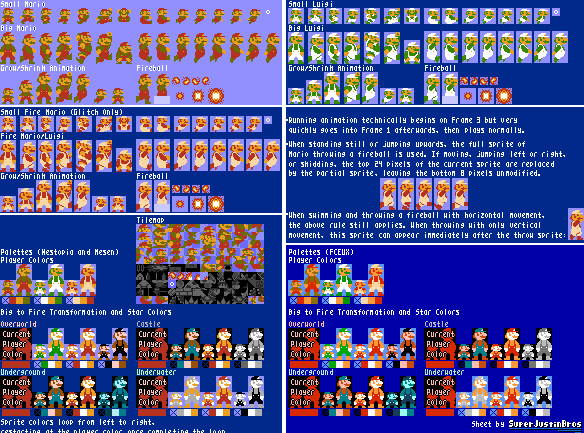 Small Mario
Big Mario
Grow/Shrink Animation
Fireball
Small Luigi
Big Luigi
Grow/Shrink Animation
Fireball
Small Fire Mario (Glitch Only)
Fire Mario/Luigi
Grow/Shrink Animation
Fireball
Running animation technically begins on Frame 3 but very
quickly goes into Frame 1 afterwards, then plays normally.
When standing still or jumping upwards, the full sprite of
Mario throwing a fireball is used. If moving, jumping left or right,
or Skidding, the top 24 pixels of the current sprite are replaced
by the partial sprite, leaving the bottom 8 pixels unmodified.
When swimming and throwing a fireball with horizontal movement,
the above rule still applies. When throwing with only vertical
movement, this sprite can appear immediately after the throw sprite:
Tilemap
Palettes (Nestopia and Mesen)
Player Colors
Big to Fire Transformation and Star Colors
Overworld
Current
Player
Color
Castle
Current
Player
Color
Underground
Current
Player
Color
Underwater
Current
Player
Color
Sprite colors loop from left to right,
restarting at the player color once completing the loop
Palettes (FCEUX)
Player Colors
Big to Fire Transformation and Star Colors
Overworld
Current
Player
Color
Castle
Current
Player
Color
Underground
Current
Player
Color
Underwater
Current
Player
Color
Sheet by SuperJustinBros